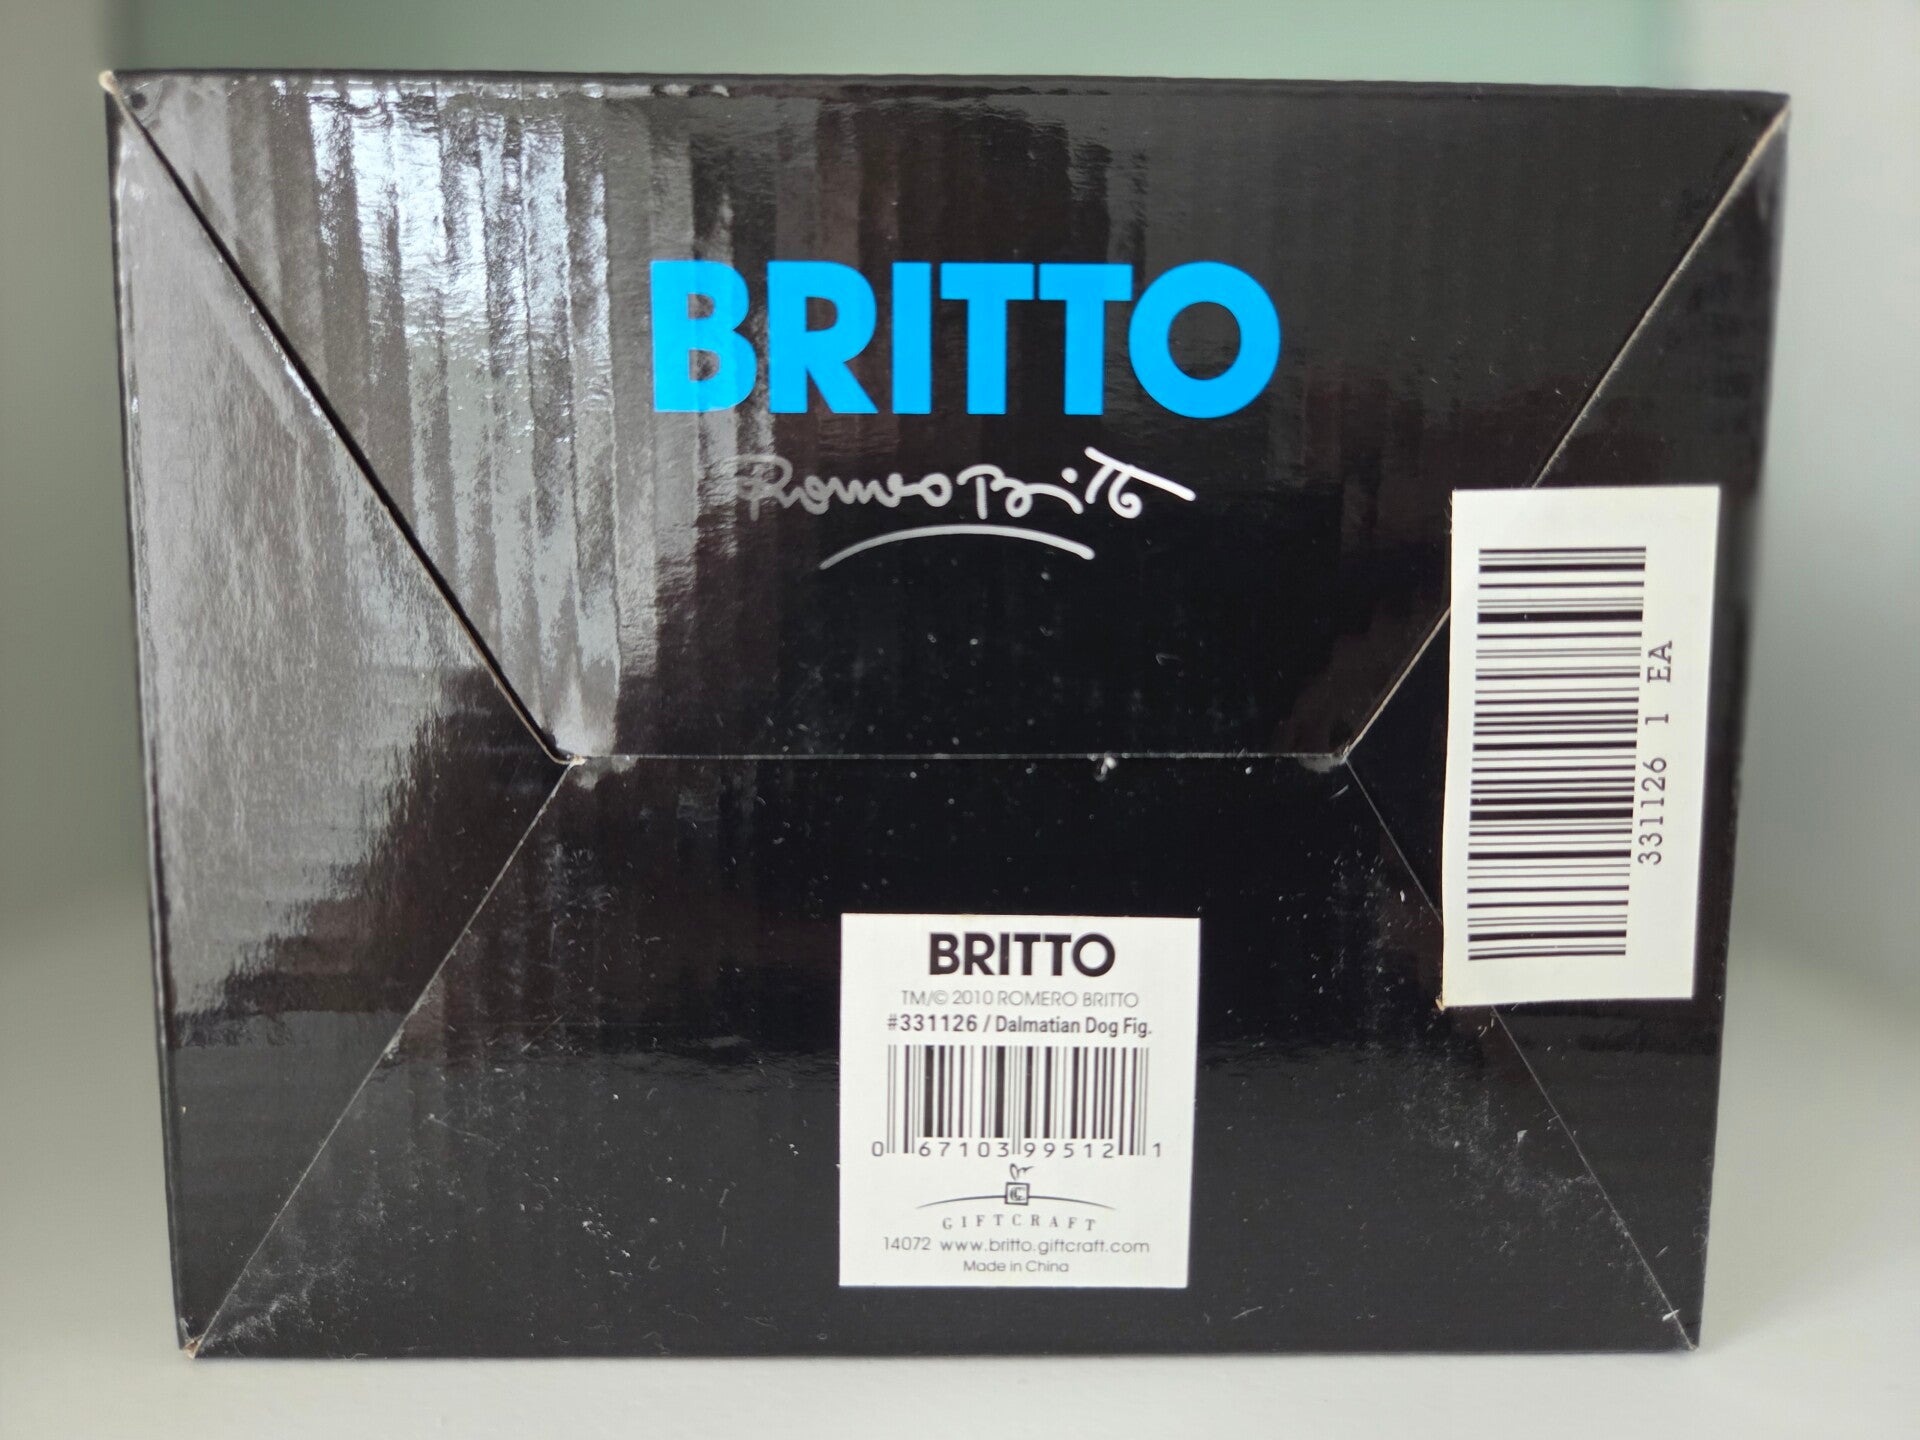 BRITTO
Romero Britto
331126 1 EA
BRITTO
TM/© 2010 ROMERO BRITTO
#331126 / Dalmatian Dog Fig.
0 67103 99512 1
G
GIFTCRAFT
14072 www.britto.giftcraft.com
Made in China